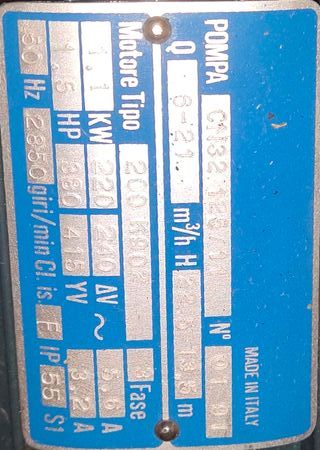 MADE IN ITALY
POMPA N°
Q 6-21 m³/h H m
Motore Tipo 3 Fase
1.1 KW 220 240 ΔV ~ 5.6 A
1.5 HP 380 415 YV 3.2 A
50 Hz 2850 giri/min Cl. is F IP 55 S1